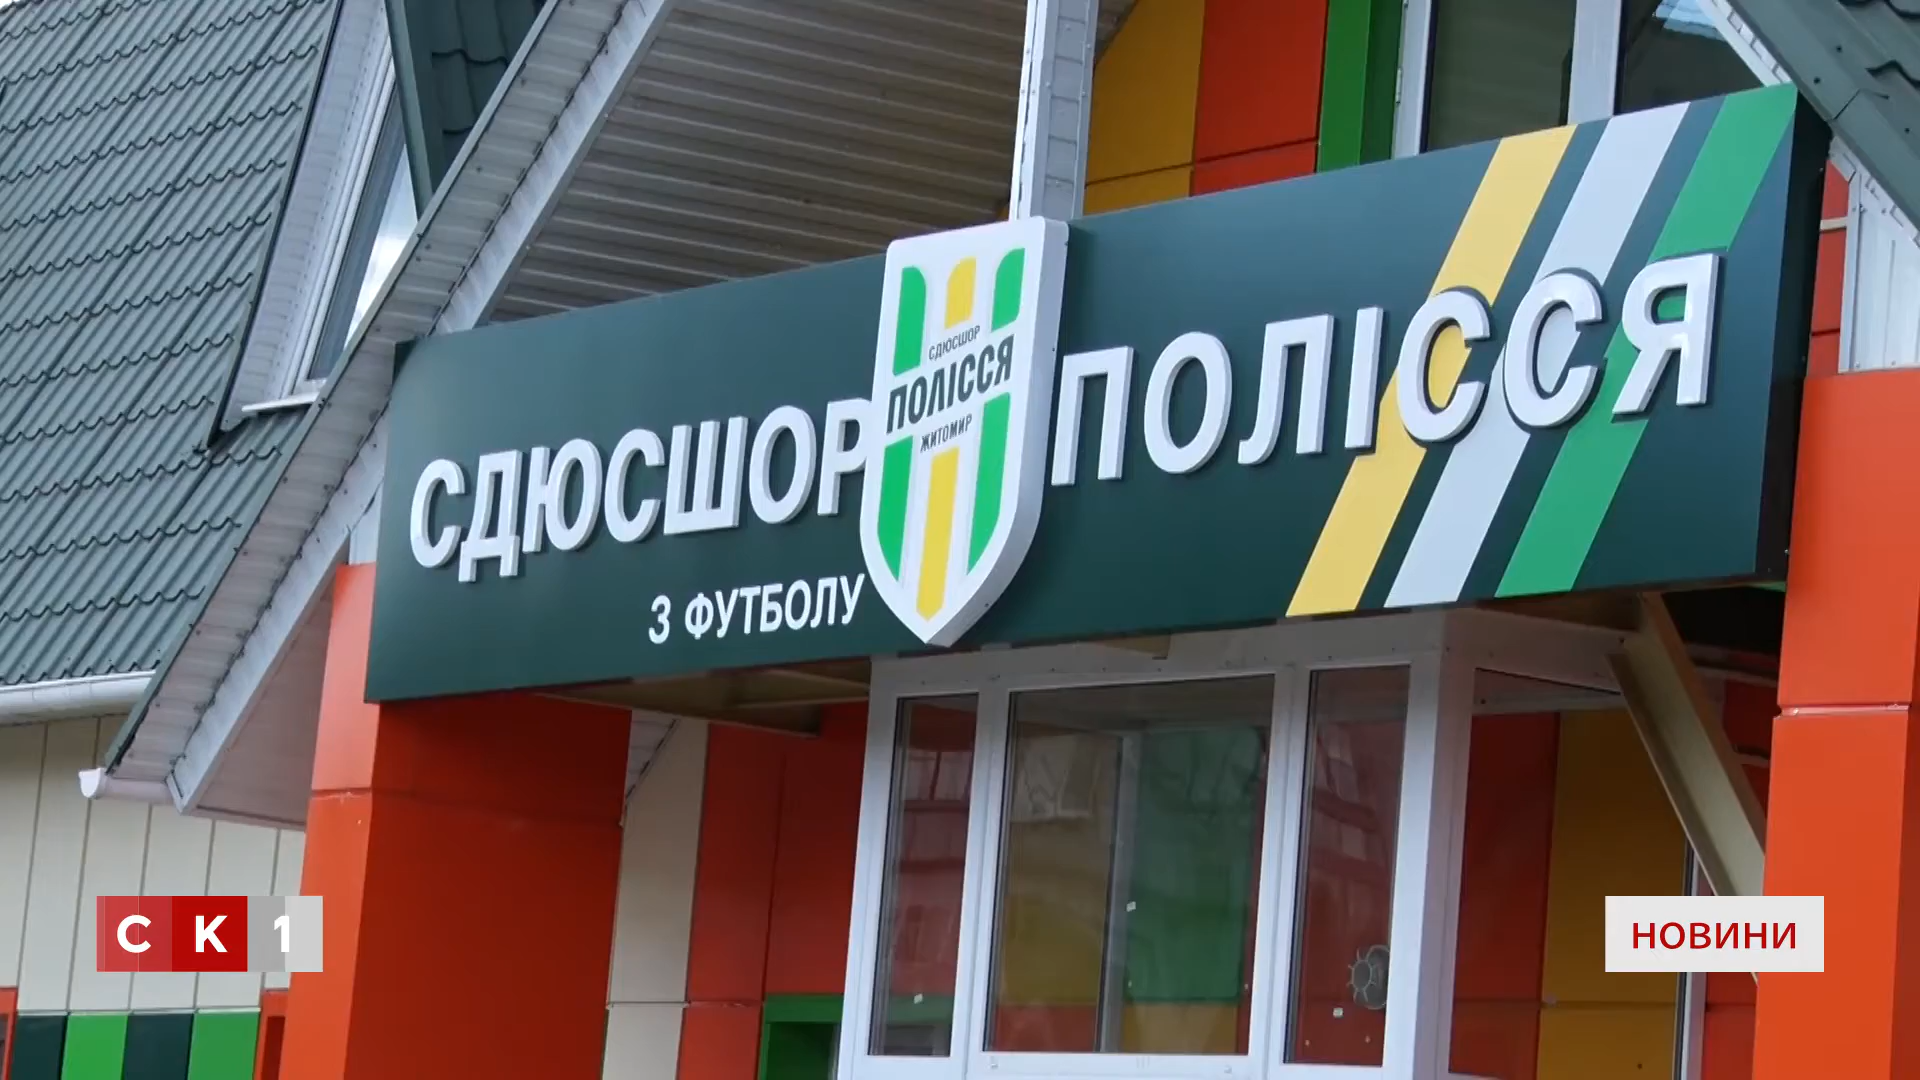 СДЮСШОР
З ФУТБОЛУ
СДЮСШОР
ПОЛІССЯ
ЖИТОМИР
ПОЛІССЯ
СК1
НОВИНИ